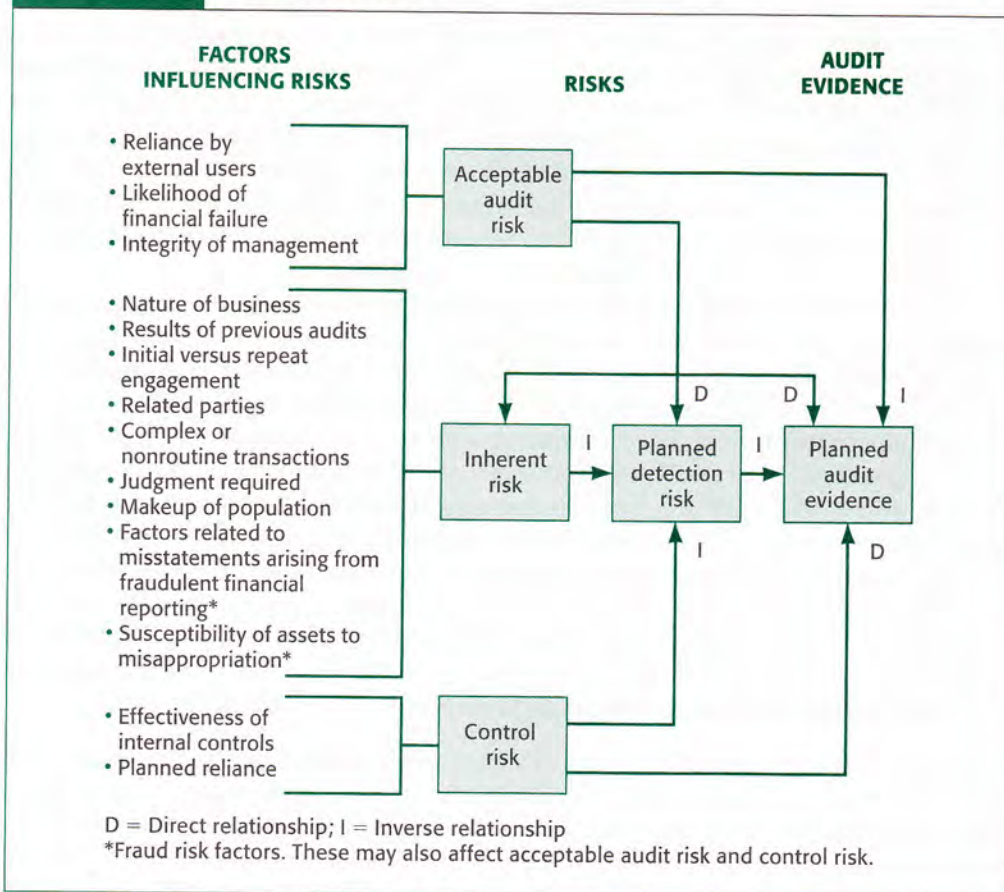 FACTORS
INFLUENCING RISKS
RISKS
AUDIT
EVIDENCE
• Reliance by
external users
• Likelihood of
financial failure
• Integrity of management
Acceptable
audit
risk
• Nature of business
• Results of previous audits
• Initial versus repeat
engagement
• Related parties
• Complex or
nonroutine transactions
• Judgment required
• Makeup of population
• Factors related to
misstatements arising from
fraudulent financial
reporting*
• Susceptibility of assets to
misappropriation*
D
D
I
Inherent
risk
I
Planned
detection
risk
I
Planned
audit
evidence
I
D
• Effectiveness of
internal controls
• Planned reliance
Control
risk
D = Direct relationship; I = Inverse relationship
*Fraud risk factors. These may also affect acceptable audit risk and control risk.